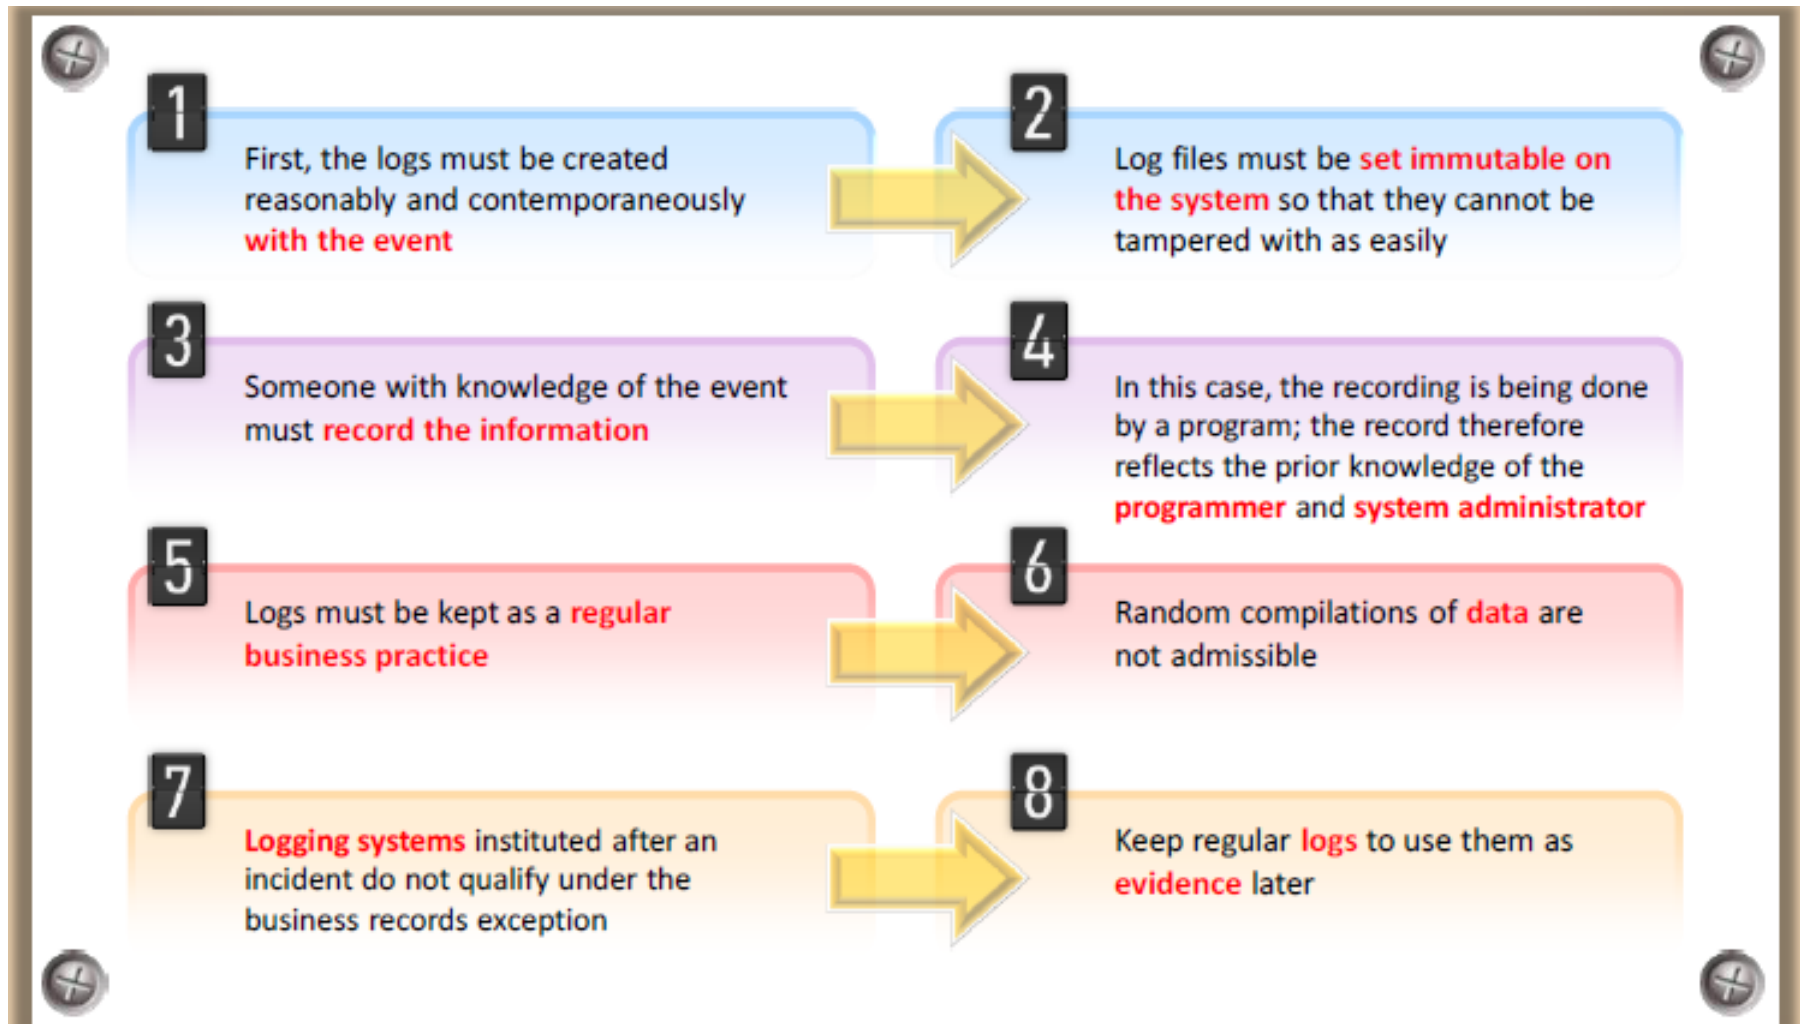 1
First, the logs must be created
reasonably and contemporaneously
with the event
2
Log files must be set immutable on
the system so that they cannot be
tampered with as easily
3
Someone with knowledge of the event
must record the information
4
In this case, the recording is being done
by a program; the record therefore
reflects the prior knowledge of the
programmer and system administrator
5
Logs must be kept as a regular
business practice
6
Random compilations of data are
not admissible
7
Logging systems instituted after an
incident do not qualify under the
business records exception
8
Keep regular logs to use them as
evidence later